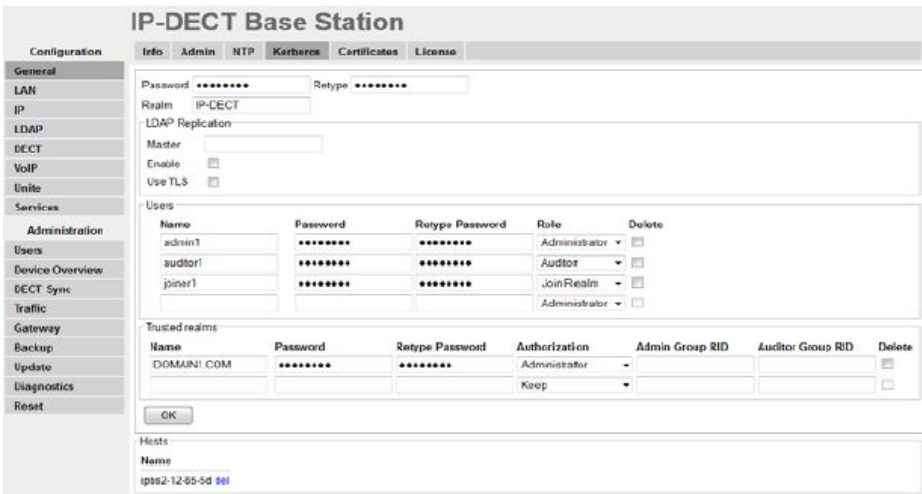 IP-DECT Base Station
Configuration
Info Admin NTP Kerberos Certificates License
General
LAN
IP
LDAP
DECT
VoIP
Unite
Services
Administration
Users
Device Overview
DECT Sync
Traffic
Gateway
Backup
Update
Diagnostics
Reset
Password •••••••• Retype ••••••••
Realm IP-DECT
LDAP Replication
Master
Enable
Use TLS
Users
Name Password Retype Password Role Delete
admin1 •••••••• •••••••• Administrator
auditor1 •••••••• •••••••• Auditor
joiner1 •••••••• •••••••• Join Realm
Administrator
Trusted realms
Name Password Retype Password Authorization Admin Group RID Auditor Group RID Delete
DOMAIN1.COM •••••••• •••••••• Administrator
Keep
OK
Hosts
Name
ipbs2-12-85-5d del